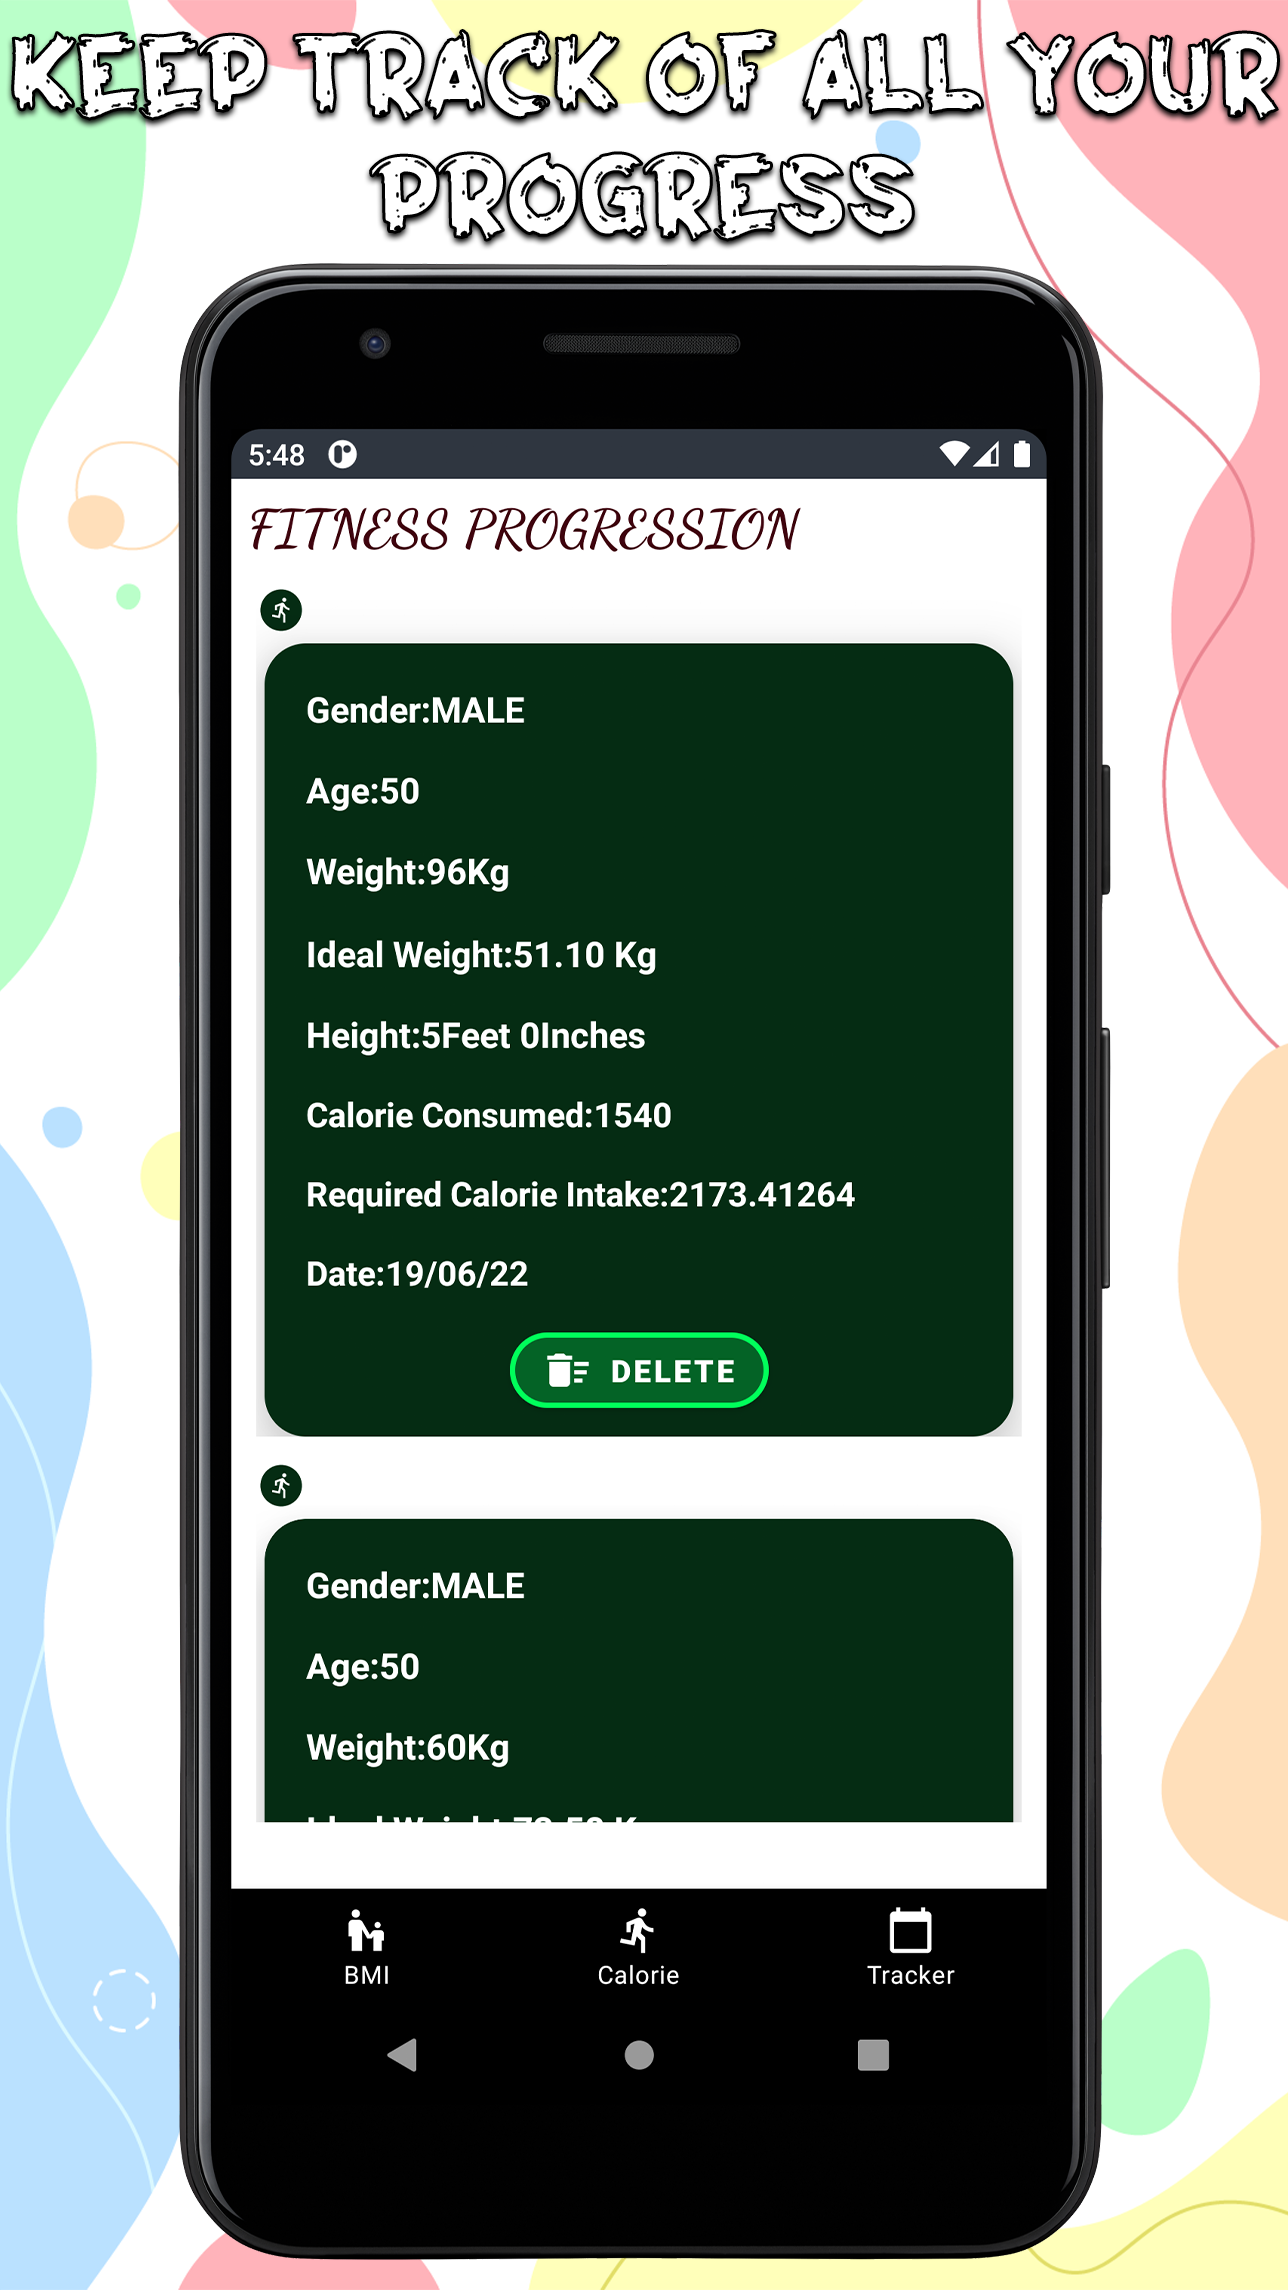 KEEP TRACK OF ALL YOUR
PROGRESS
5:48
FITNESS PROGRESSION
Gender:MALE
Age:50
Weight:96Kg
Ideal Weight:51.10 Kg
Height:5Feet 0Inches
Calorie Consumed:1540
Required Calorie Intake:2173.41264
Date:19/06/22
DELETE
Gender:MALE
Age:50
Weight:60Kg
Ideal Weight
BMI
Calorie
Tracker